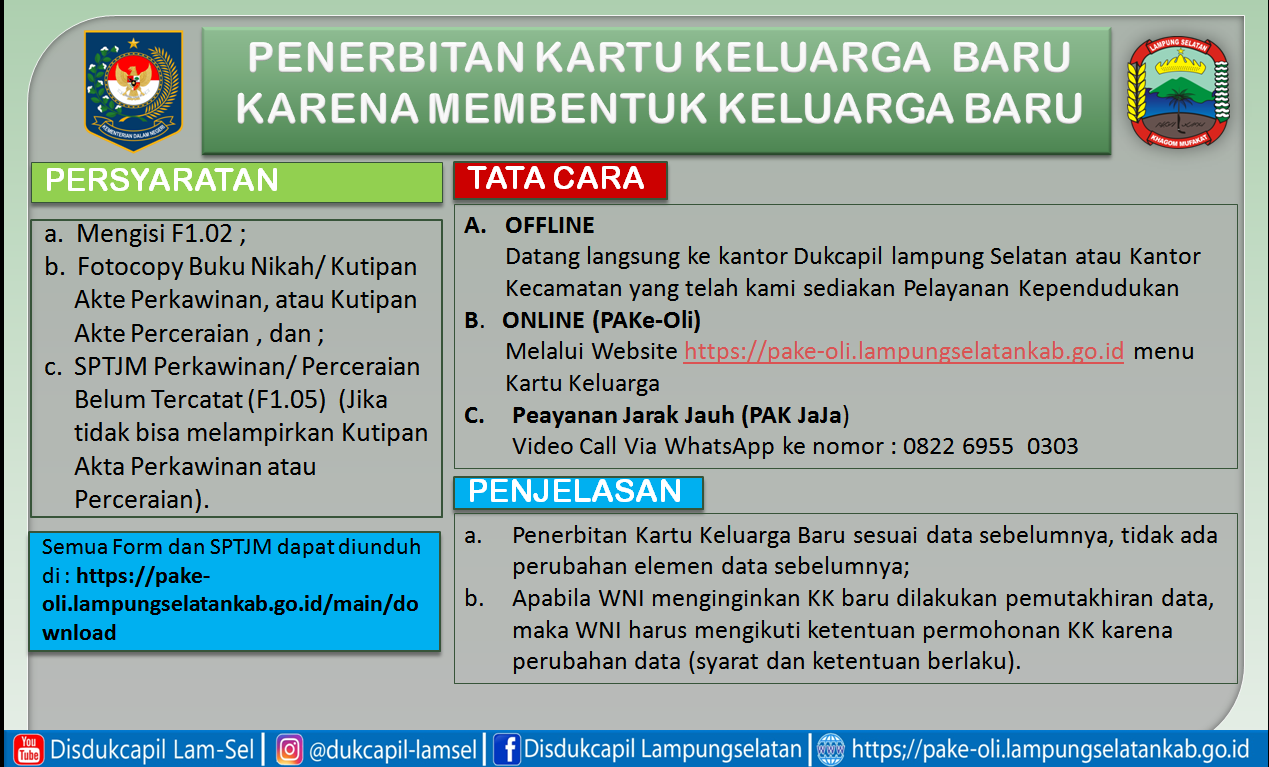 PENERBITAN KARTU KELUARGA BARU
KARENA MEMBENTUK KELUARGA BARU
KEMENTERIAN DALAM NEGERI
LAMPUNG SELATAN
KHAGOM MUFAKAT
PERSYARATAN
a. Mengisi F1.02 ;
b. Fotocopy Buku Nikah/ Kutipan
Akte Perkawinan, atau Kutipan
Akte Perceraian , dan ;
c. SPTJM Perkawinan/ Perceraian
Belum Tercatat (F1.05) (Jika
tidak bisa melampirkan Kutipan
Akta Perkawinan atau
Perceraian).
Semua Form dan SPTJM dapat diunduh
di : https://pake-
oli.lampungselatankab.go.id/main/do
wnload
TATA CARA
A. OFFLINE
Datang langsung ke kantor Dukcapil lampung Selatan atau Kantor
Kecamatan yang telah kami sediakan Pelayanan Kependudukan
B. ONLINE (PAKe-Oli)
Melalui Website https://pake-oli.lampungselatankab.go.id menu
Kartu Keluarga
C. Peayanan Jarak Jauh (PAK JaJa)
Video Call Via WhatsApp ke nomor : 0822 6955 0303
PENJELASAN
a. Penerbitan Kartu Keluarga Baru sesuai data sebelumnya, tidak ada
perubahan elemen data sebelumnya;
b. Apabila WNI menginginkan KK baru dilakukan pemutakhiran data,
maka WNI harus mengikuti ketentuan permohonan KK karena
perubahan data (syarat dan ketentuan berlaku).
You Tube Disdukcapil Lam-Sel | @dukcapil-lamsel | f Disdukcapil Lampungselatan | https;//pake-oli.lampungselatankab.go.id